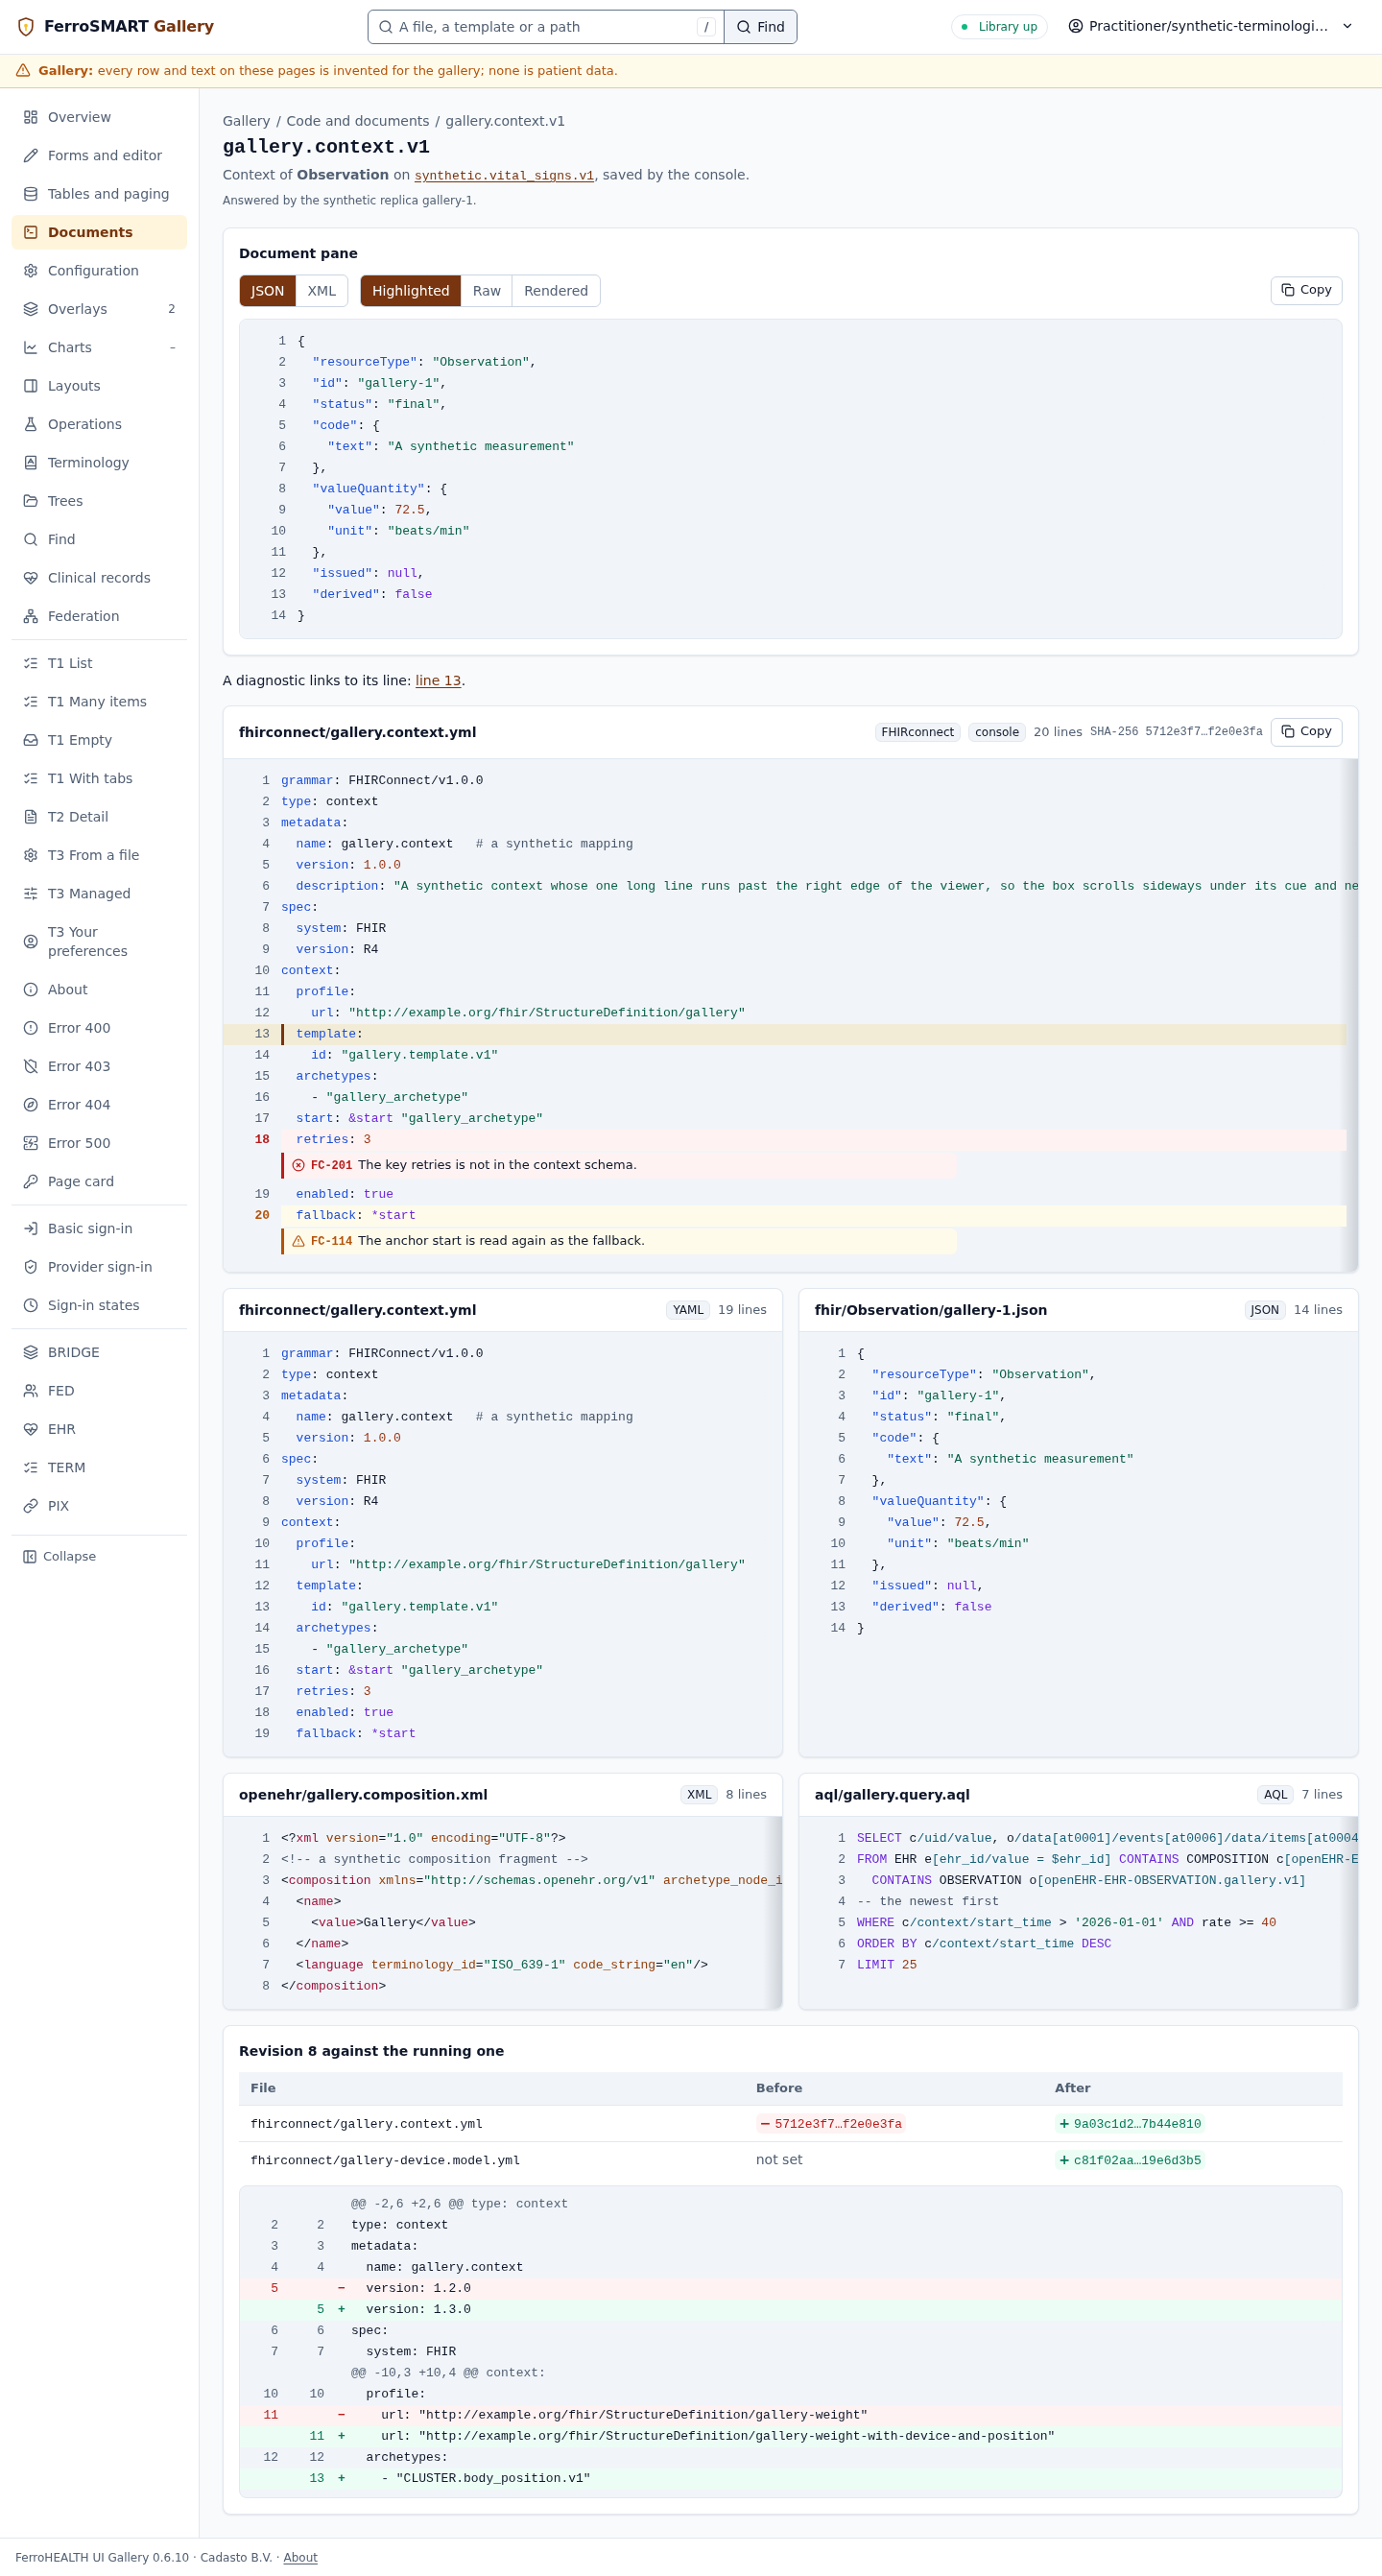 FerroSMART Gallery
A file, a template or a path
/
Find
Library up
Practitioner/synthetic-terminologi...
Gallery: every row and text on these pages is invented for the gallery; none is patient data.
Overview
Forms and editor
Tables and paging
Documents
Configuration
Overlays 2
Charts –
Layouts
Operations
Terminology
Trees
Find
Clinical records
Federation
T1 List
T1 Many items
T1 Empty
T1 With tabs
T2 Detail
T3 From a file
T3 Managed
T3 Your
preferences
About
Error 400
Error 403
Error 404
Error 500
Page card
Basic sign-in
Provider sign-in
Sign-in states
BRIDGE
FED
EHR
TERM
PIX
Collapse
Gallery / Code and documents / gallery.context.v1
gallery.context.v1
Context of Observation on synthetic.vital_signs.v1, saved by the console.
Answered by the synthetic replica gallery-1.
Document pane
JSON XML Highlighted Raw Rendered Copy
1 {
2 "resourceType": "Observation",
3 "id": "gallery-1",
4 "status": "final",
5 "code": {
6 "text": "A synthetic measurement"
7 },
8 "valueQuantity": {
9 "value": 72.5,
10 "unit": "beats/min"
11 },
12 "issued": null,
13 "derived": false
14 }
A diagnostic links to its line: line 13.
fhirconnect/gallery.context.yml FHIRconnect console 20 lines SHA-256 5712e3f7…f2e0e3fa Copy
1 grammar: FHIRConnect/v1.0.0
2 type: context
3 metadata:
4 name: gallery.context # a synthetic mapping
5 version: 1.0.0
6 description: "A synthetic context whose one long line runs past the right edge of the viewer, so the box scrolls sideways under its cue and ne
7 spec:
8 system: FHIR
9 version: R4
10 context:
11 profile:
12 url: "http://example.org/fhir/StructureDefinition/gallery"
13 template:
14 id: "gallery.template.v1"
15 archetypes:
16 - "gallery_archetype"
17 start: &start "gallery_archetype"
18 retries: 3
FC-201 The key retries is not in the context schema.
19 enabled: true
20 fallback: *start
FC-114 The anchor start is read again as the fallback.
fhirconnect/gallery.context.yml YAML 19 lines
1 grammar: FHIRConnect/v1.0.0
2 type: context
3 metadata:
4 name: gallery.context # a synthetic mapping
5 version: 1.0.0
6 spec:
7 system: FHIR
8 version: R4
9 context:
10 profile:
11 url: "http://example.org/fhir/StructureDefinition/gallery"
12 template:
13 id: "gallery.template.v1"
14 archetypes:
15 - "gallery_archetype"
16 start: &start "gallery_archetype"
17 retries: 3
18 enabled: true
19 fallback: *start
fhir/Observation/gallery-1.json JSON 14 lines
1 {
2 "resourceType": "Observation",
3 "id": "gallery-1",
4 "status": "final",
5 "code": {
6 "text": "A synthetic measurement"
7 },
8 "valueQuantity": {
9 "value": 72.5,
10 "unit": "beats/min"
11 },
12 "issued": null,
13 "derived": false
14 }
openehr/gallery.composition.xml XML 8 lines
1 <?xml version="1.0" encoding="UTF-8"?>
2 <!-- a synthetic composition fragment -->
3 <composition xmlns="http://schemas.openehr.org/v1" archetype_node_i
4 <name>
5 <value>Gallery</value>
6 </name>
7 <language terminology_id="ISO_639-1" code_string="en"/>
8 </composition>
aql/gallery.query.aql AQL 7 lines
1 SELECT c/uid/value, o/data[at0001]/events[at0006]/data/items[at0004
2 FROM EHR e[ehr_id/value = $ehr_id] CONTAINS COMPOSITION c[openEHR-E
3 CONTAINS OBSERVATION o[openEHR-EHR-OBSERVATION.gallery.v1]
4 -- the newest first
5 WHERE c/context/start_time > '2026-01-01' AND rate >= 40
6 ORDER BY c/context/start_time DESC
7 LIMIT 25
Revision 8 against the running one
File Before After
fhirconnect/gallery.context.yml − 5712e3f7…f2e0e3fa + 9a03c1d2…7b44e810
fhirconnect/gallery-device.model.yml not set + c81f02aa…19e6d3b5
@@ -2,6 +2,6 @@ type: context
2 2 type: context
3 3 metadata:
4 4 name: gallery.context
5 − version: 1.2.0
5 + version: 1.3.0
6 6 spec:
7 7 system: FHIR
@@ -10,3 +10,4 @@ context:
10 10 profile:
11 − url: "http://example.org/fhir/StructureDefinition/gallery-weight"
11 + url: "http://example.org/fhir/StructureDefinition/gallery-weight-with-device-and-position"
12 12 archetypes:
13 + - "CLUSTER.body_position.v1"
FerroHEALTH UI Gallery 0.6.10 · Cadasto B.V. · About